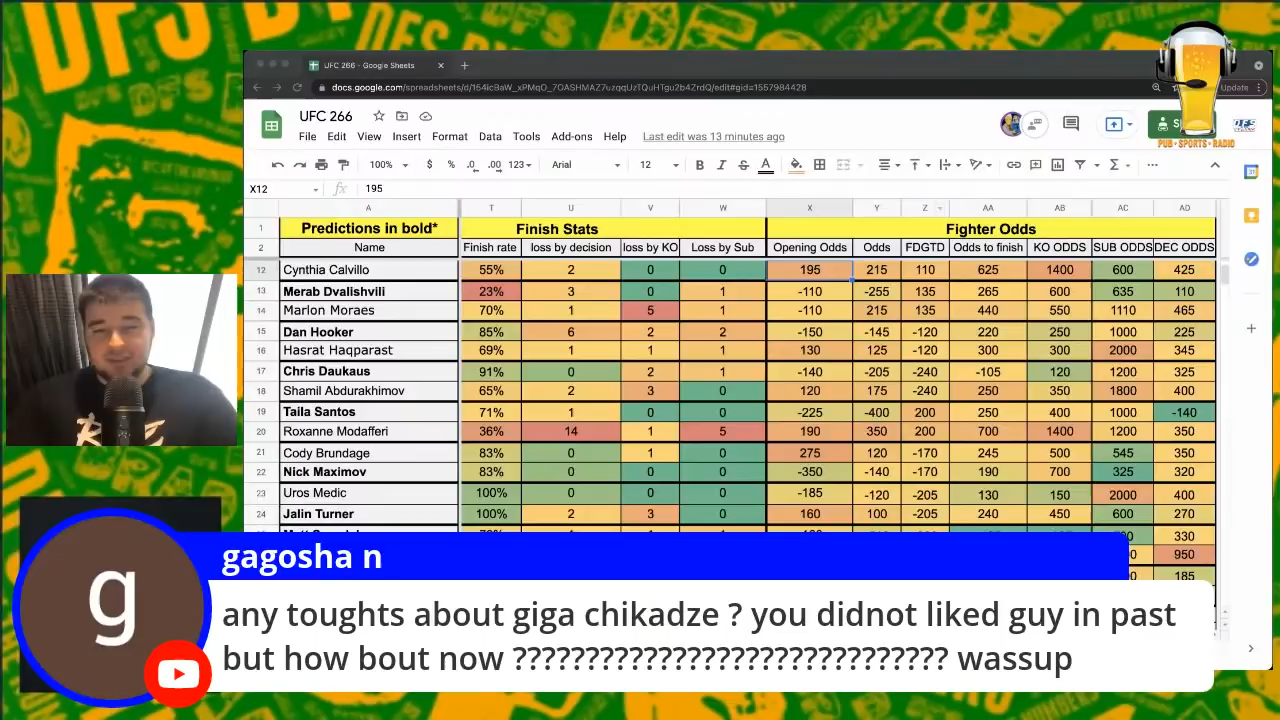 UFC 266 - Google Sheets
Update
UFC 266
File Edit View Insert Format Data Tools Add-ons Help Last edit was 13 minutes ago
PUB • SPORTS • RADIO
100% $ % .0 .00 123 Arial 12 B I S A
X12 fx 195
A T U V W X Y Z AA AB AC AD
1 Predictions in bold* Finish Stats Fighter Odds
2 Name Finish rate loss by decision loss by KO Loss by Sub Opening Odds Odds FDGTD Odds to finish KO ODDS SUB ODDS DEC ODDS
12 Cynthia Calvillo 55% 2 0 0 195 215 110 625 1400 600 425
13 Merab Dvalishvili 23% 3 0 1 -110 -255 135 265 600 635 110
14 Marlon Moraes 70% 1 5 1 -110 215 135 440 550 1110 465
15 Dan Hooker 85% 6 2 2 -150 -145 -120 220 250 1000 225
16 Hasrat Haqparast 69% 1 1 1 130 125 -120 300 300 2000 345
17 Chris Daukaus 91% 0 2 1 -140 -205 -240 -105 120 1200 325
18 Shamil Abdurakhimov 65% 2 3 0 120 175 -240 250 350 1800 400
19 Taila Santos 71% 1 0 0 -225 -400 200 250 400 1000 -140
20 Roxanne Modafferi 36% 14 1 5 190 350 200 700 1400 1200 350
21 Cody Brundage 83% 0 1 0 275 120 -170 245 500 545 350
22 Nick Maximov 83% 0 0 0 -350 -140 -170 190 700 325 320
23 Uros Medic 100% 0 0 0 -185 -120 -205 130 150 2000 400
24 Jalin Turner 100% 2 3 0 160 100 -205 240 450 600 270
330
950
185
g
gagosha n
any toughts about giga chikadze ? you didnot liked guy in past
but how bout now ?????????????????????????????? wassup